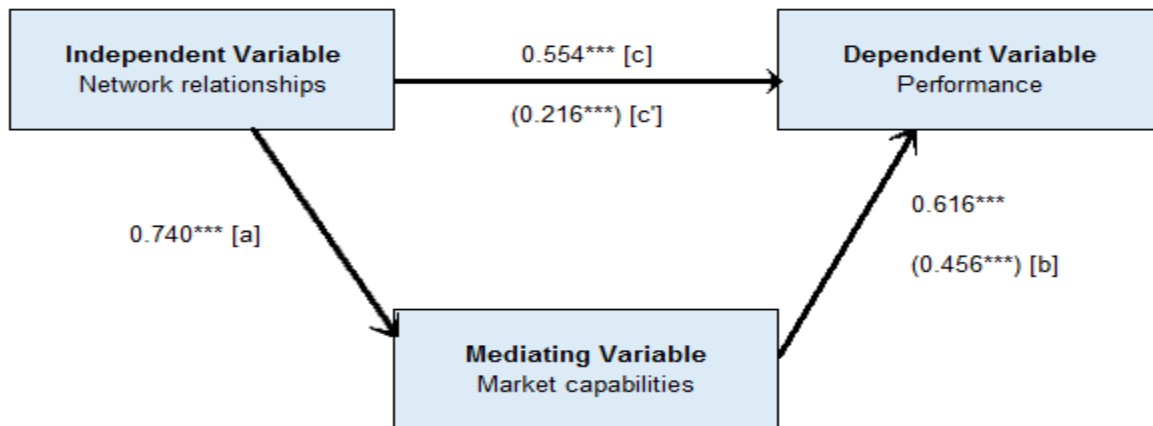 Independent Variable
Network relationships
0.554*** [c]
(0.216***) [c']
Dependent Variable
Performance
0.740*** [a]
0.616***
(0.456***) [b]
Mediating Variable
Market capabilities